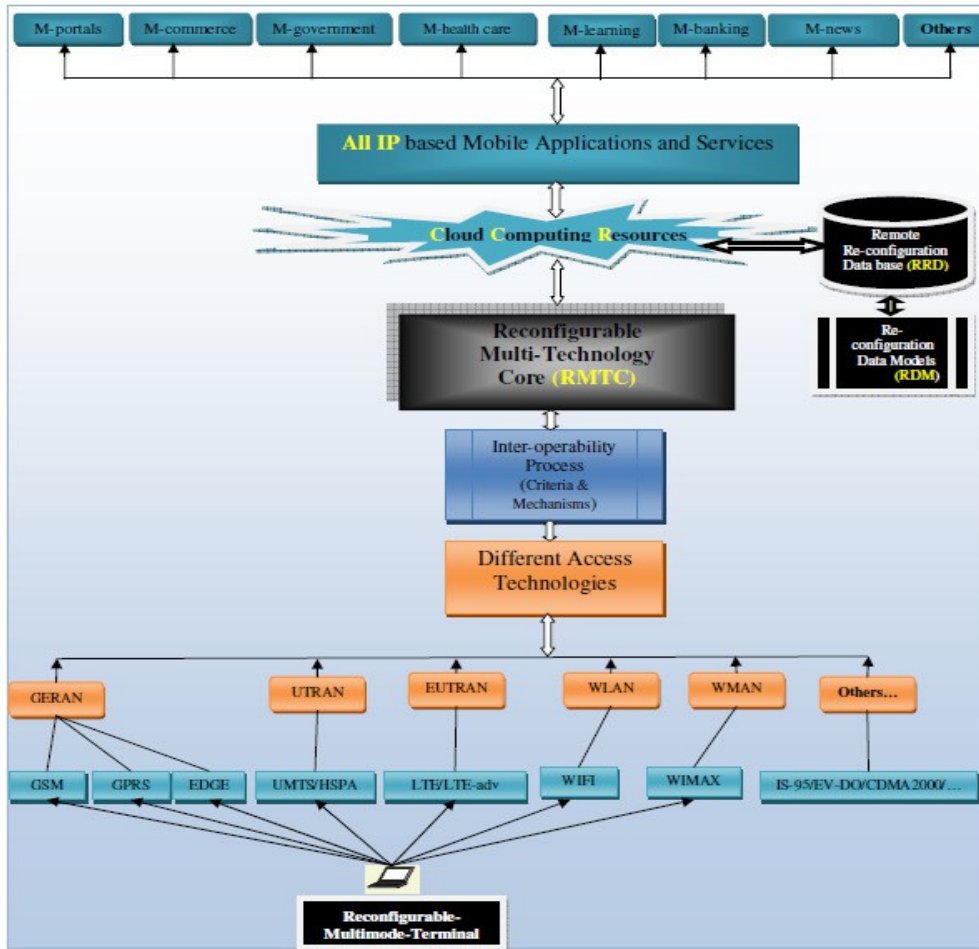 M-portals
M-commerce
M-government
M-health care
M-learning
M-banking
M-news
Others
All IP based Mobile Applications and Services
Cloud Computing Resources
Remote
Re-configuration
Data base (RRD)
Re-
configuration
Data Models
(RDM)
Reconfigurable
Multi-Technology
Core (RMTC)
Inter-operability
Process
(Criteria &
Mechanisms)
Different Access
Technologies
GERAN
UTRAN
EUTRAN
WLAN
WMAN
Others…
GSM
GPRS
EDGE
UMTS/HSPA
LTE/LTE-adv
WIFI
WIMAX
IS-95/EV-DO/CDMA2000/…
Reconfigurable-
Multimode-Terminal